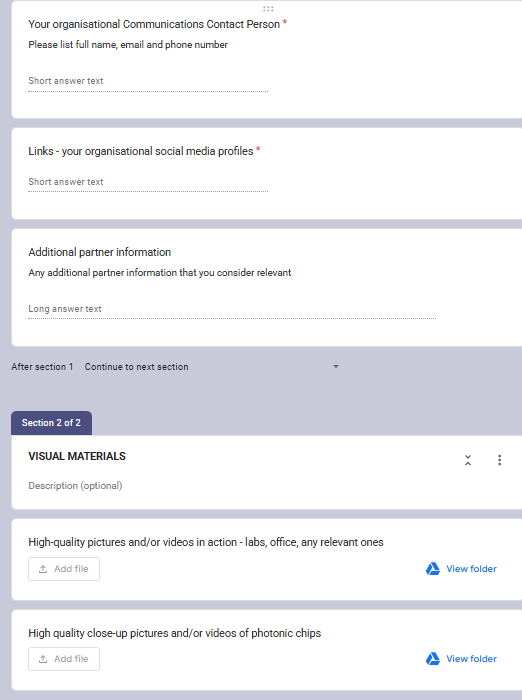 Your organisational Communications Contact Person *
Please list full name, email and phone number
Short answer text
Links - your organisational social media profiles *
Short answer text
Additional partner information
Any additional partner information that you consider relevant
Long answer text
After section 1 Continue to next section
Section 2 of 2
VISUAL MATERIALS
Description (optional)
High-quality pictures and/or videos in action - labs, office, any relevant ones
Add file View folder
High quality close-up pictures and/or videos of photonic chips
Add file View folder